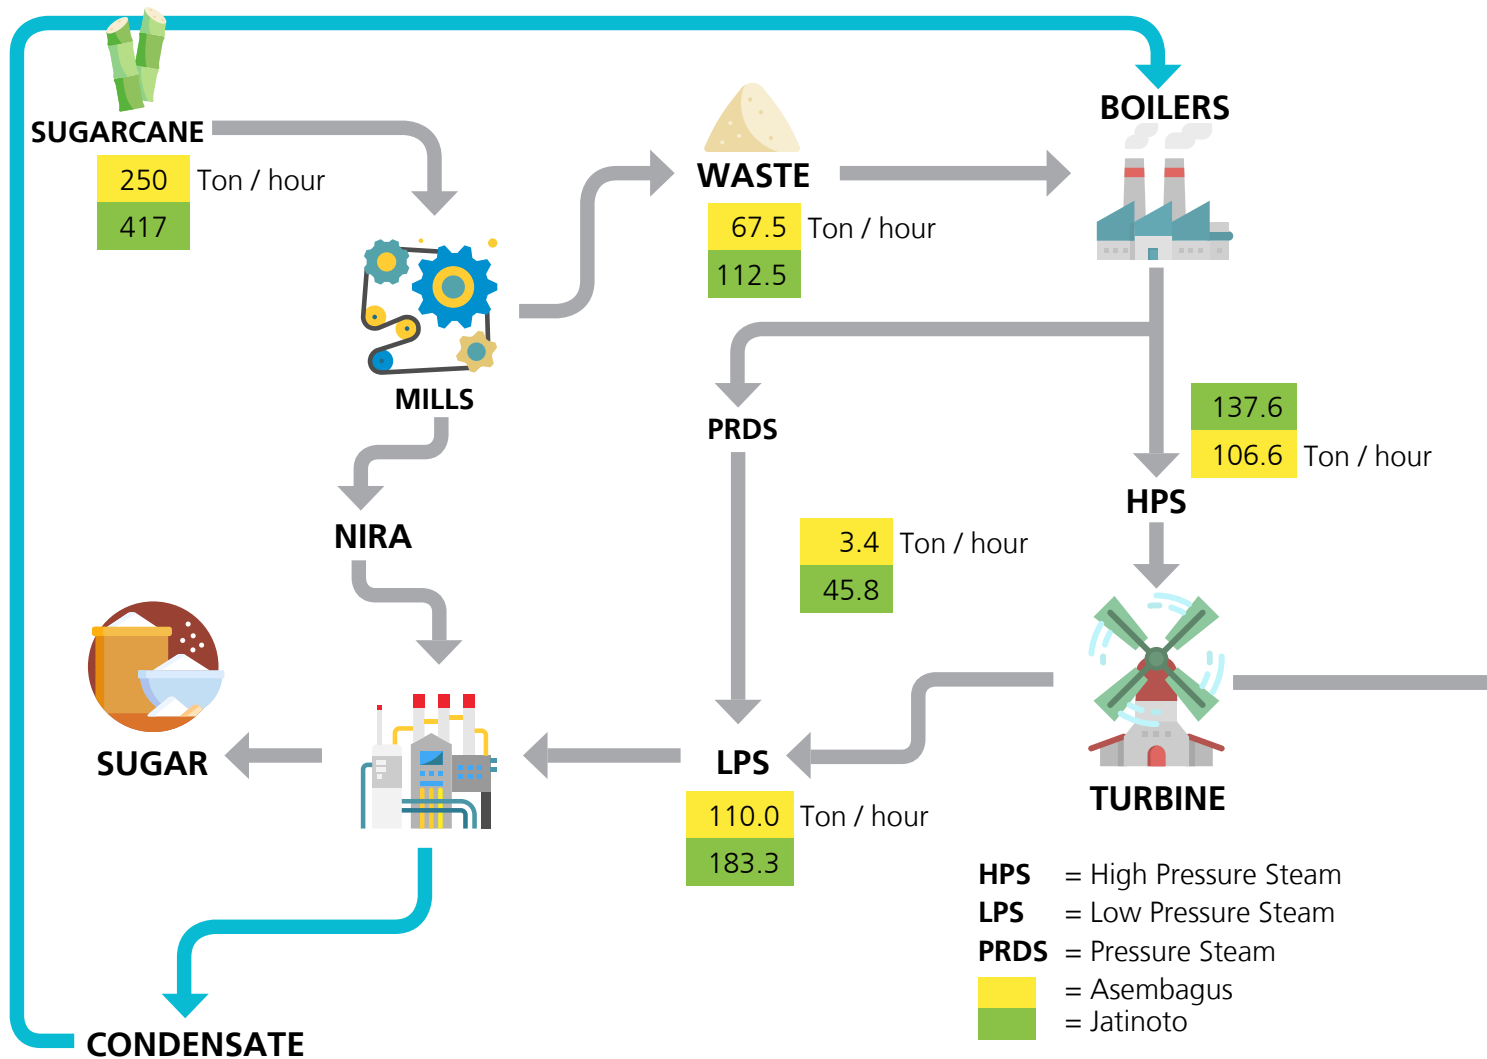 BOILERS
SUGARCANE
250 Ton / hour
417
WASTE
67.5 Ton / hour
112.5
MILLS
PRDS
137.6
106.6 Ton / hour
HPS
NIRA
3.4 Ton / hour
45.8
SUGAR
LPS
110.0 Ton / hour
183.3
TURBINE
HPS = High Pressure Steam
LPS = Low Pressure Steam
PRDS = Pressure Steam
= Asembagus
= Jatinoto
CONDENSATE